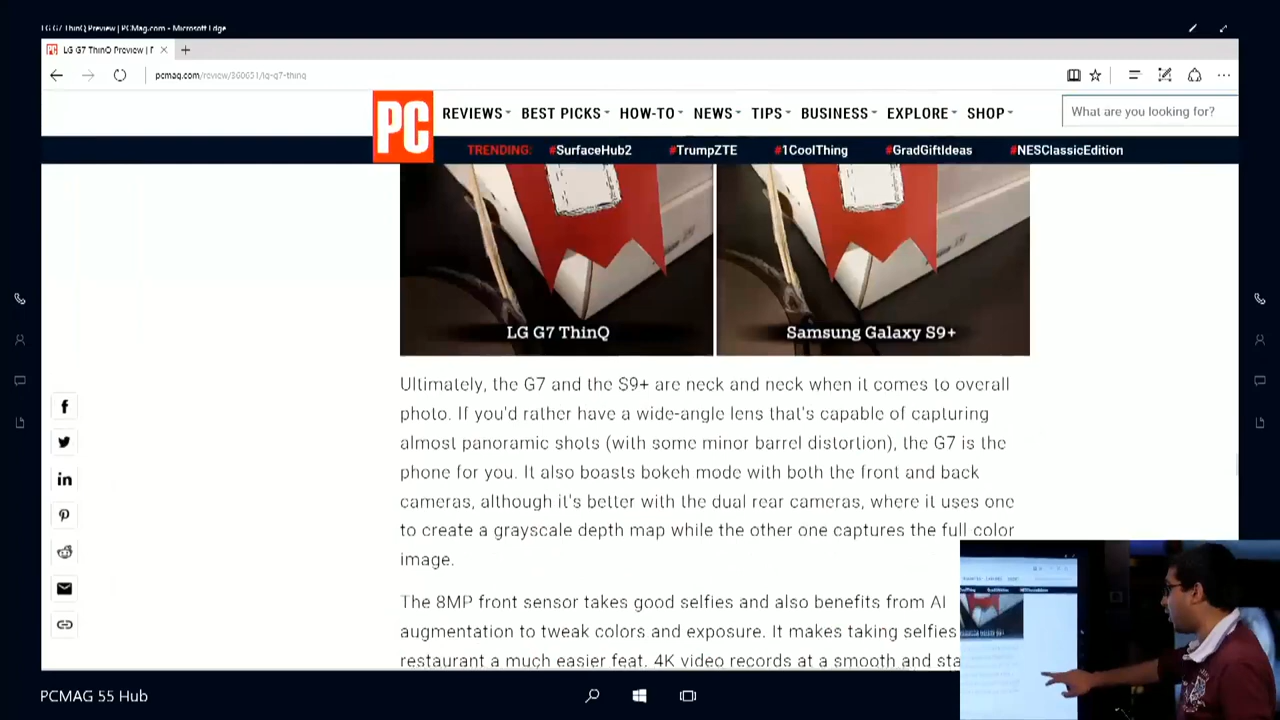 LG G7 ThinQ Preview | PCMag.com - Microsoft Edge
PC LG G7 ThinQ Preview | F
pcmag.com/review/360651/lg-g7-thinq
PC REVIEWS BEST PICKS HOW-TO NEWS TIPS BUSINESS EXPLORE SHOP What are you looking for?
TRENDING: #SurfaceHub2 #TrumpZTE #1CoolThing #GradGiftIdeas #NESClassicEdition
LG G7 ThinQ Samsung Galaxy S9+
Ultimately, the G7 and the S9+ are neck and neck when it comes to overall
photo. If you'd rather have a wide-angle lens that's capable of capturing
almost panoramic shots (with some minor barrel distortion), the G7 is the
phone for you. It also boasts bokeh mode with both the front and back
cameras, although it's better with the dual rear cameras, where it uses one
to create a grayscale depth map while the other one captures the full color
image.
The 8MP front sensor takes good selfies and also benefits from AI
augmentation to tweak colors and exposure. It makes taking selfies
restaurant a much easier feat. 4K video records at a smooth and sta
PCMAG 55 Hub